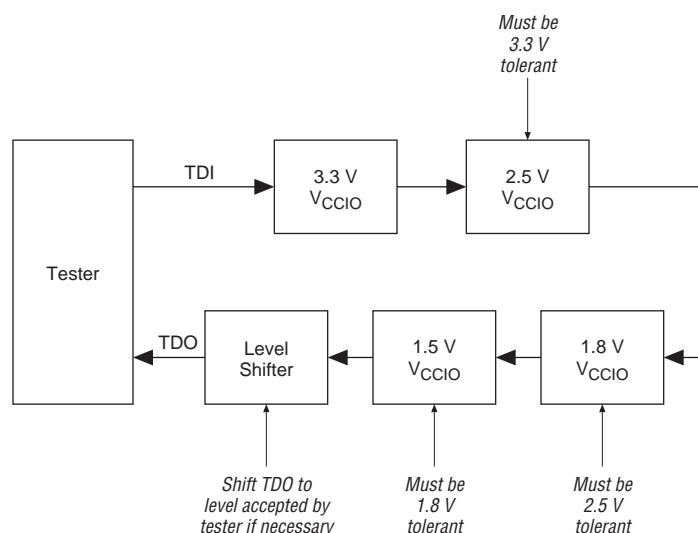 Must be
3.3 V
tolerant
Tester
TDI
3.3 V
VCCIO
2.5 V
VCCIO
TDO
Level
Shifter
1.5 V
VCCIO
1.8 V
VCCIO
Shift TDO to
level accepted by
tester if necessary
Must be
1.8 V
tolerant
Must be
2.5 V
tolerant